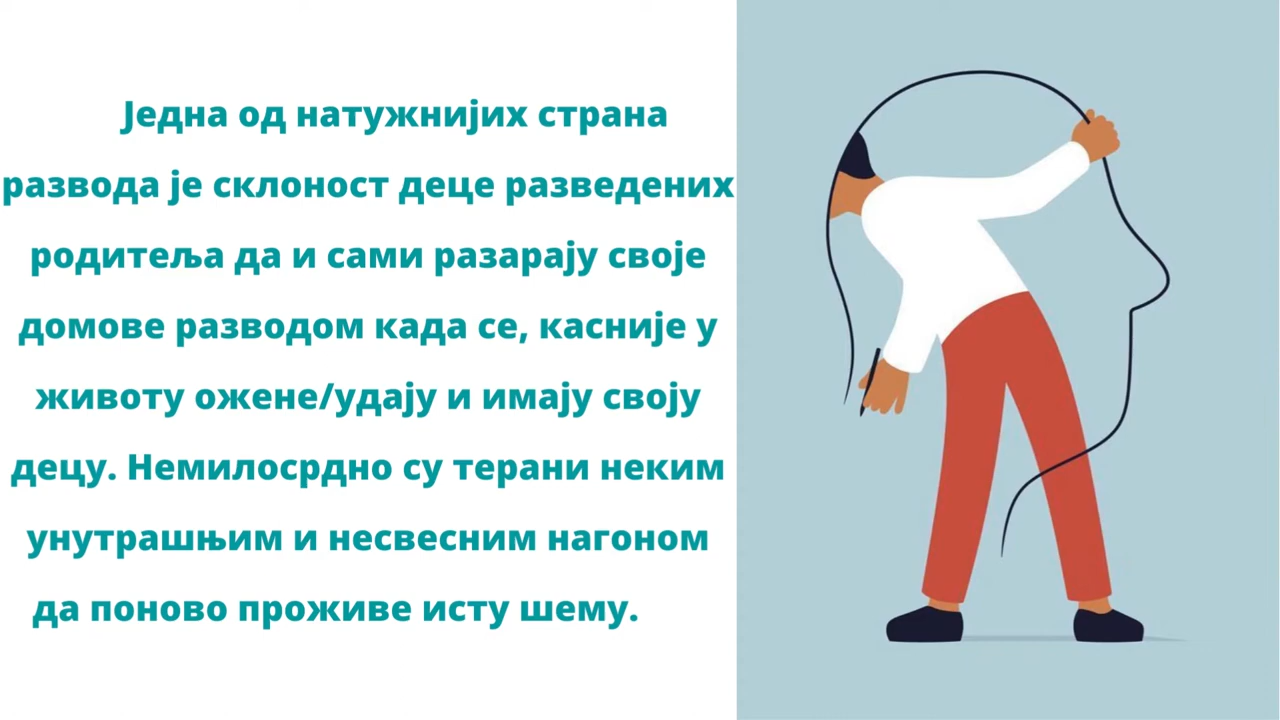 Једна од натужнијих страна
развода је склоност деце разведених
родитеља да и сами разарају своје
домове разводом када се, касније у
животу ожене/удају и имају своју
децу. Немилосрдно су терани неким
унутрашњим и несвесним нагоном
да поново проживе исту шему.